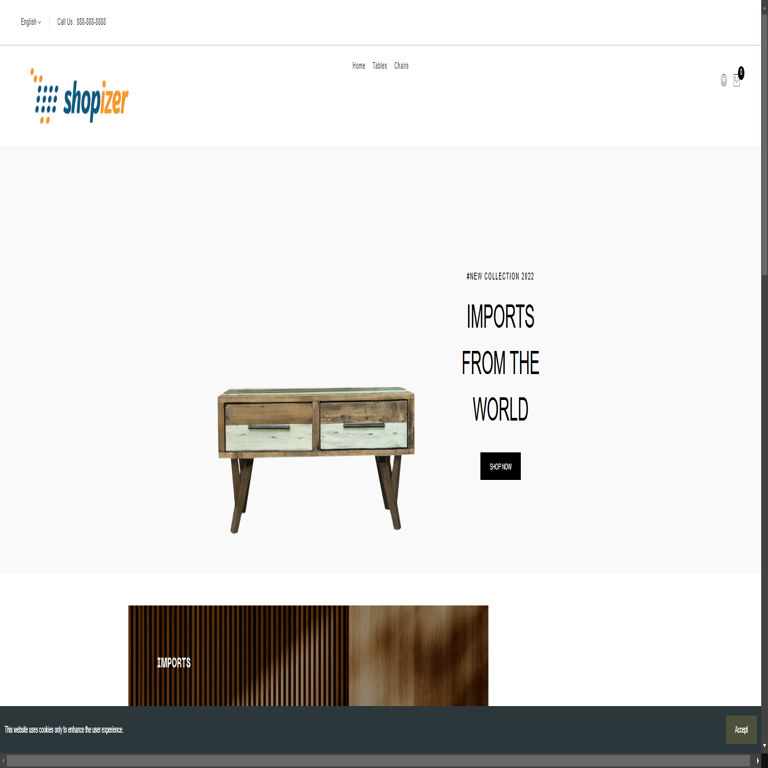 English
Call Us : 888-888-8888
shopizer
Home Tables Chairs
0
#NEW COLLECTION 2022
IMPORTS
FROM THE
WORLD
SHOP NOW
IMPORTS
This website uses cookies only to enhance the user experience.
Accept